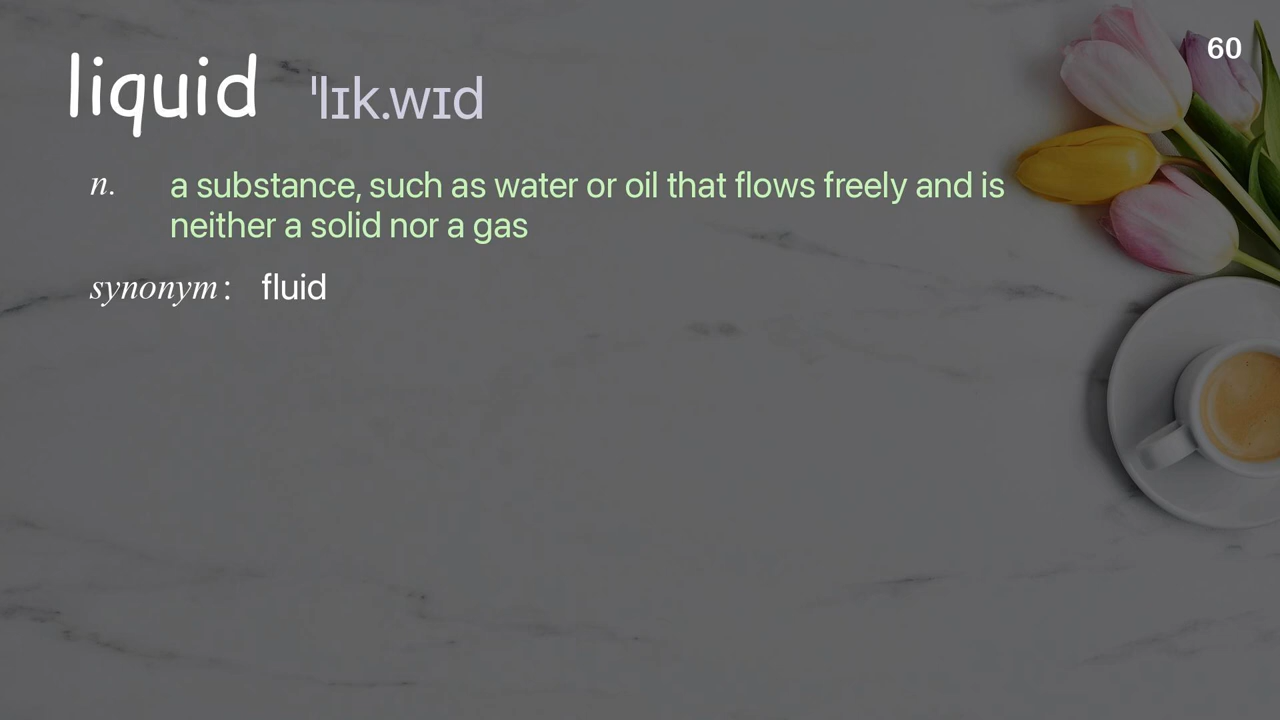 60
liquid ˈlɪk.wɪd
n. a substance, such as water or oil that flows freely and is
neither a solid nor a gas
synonym: fluid